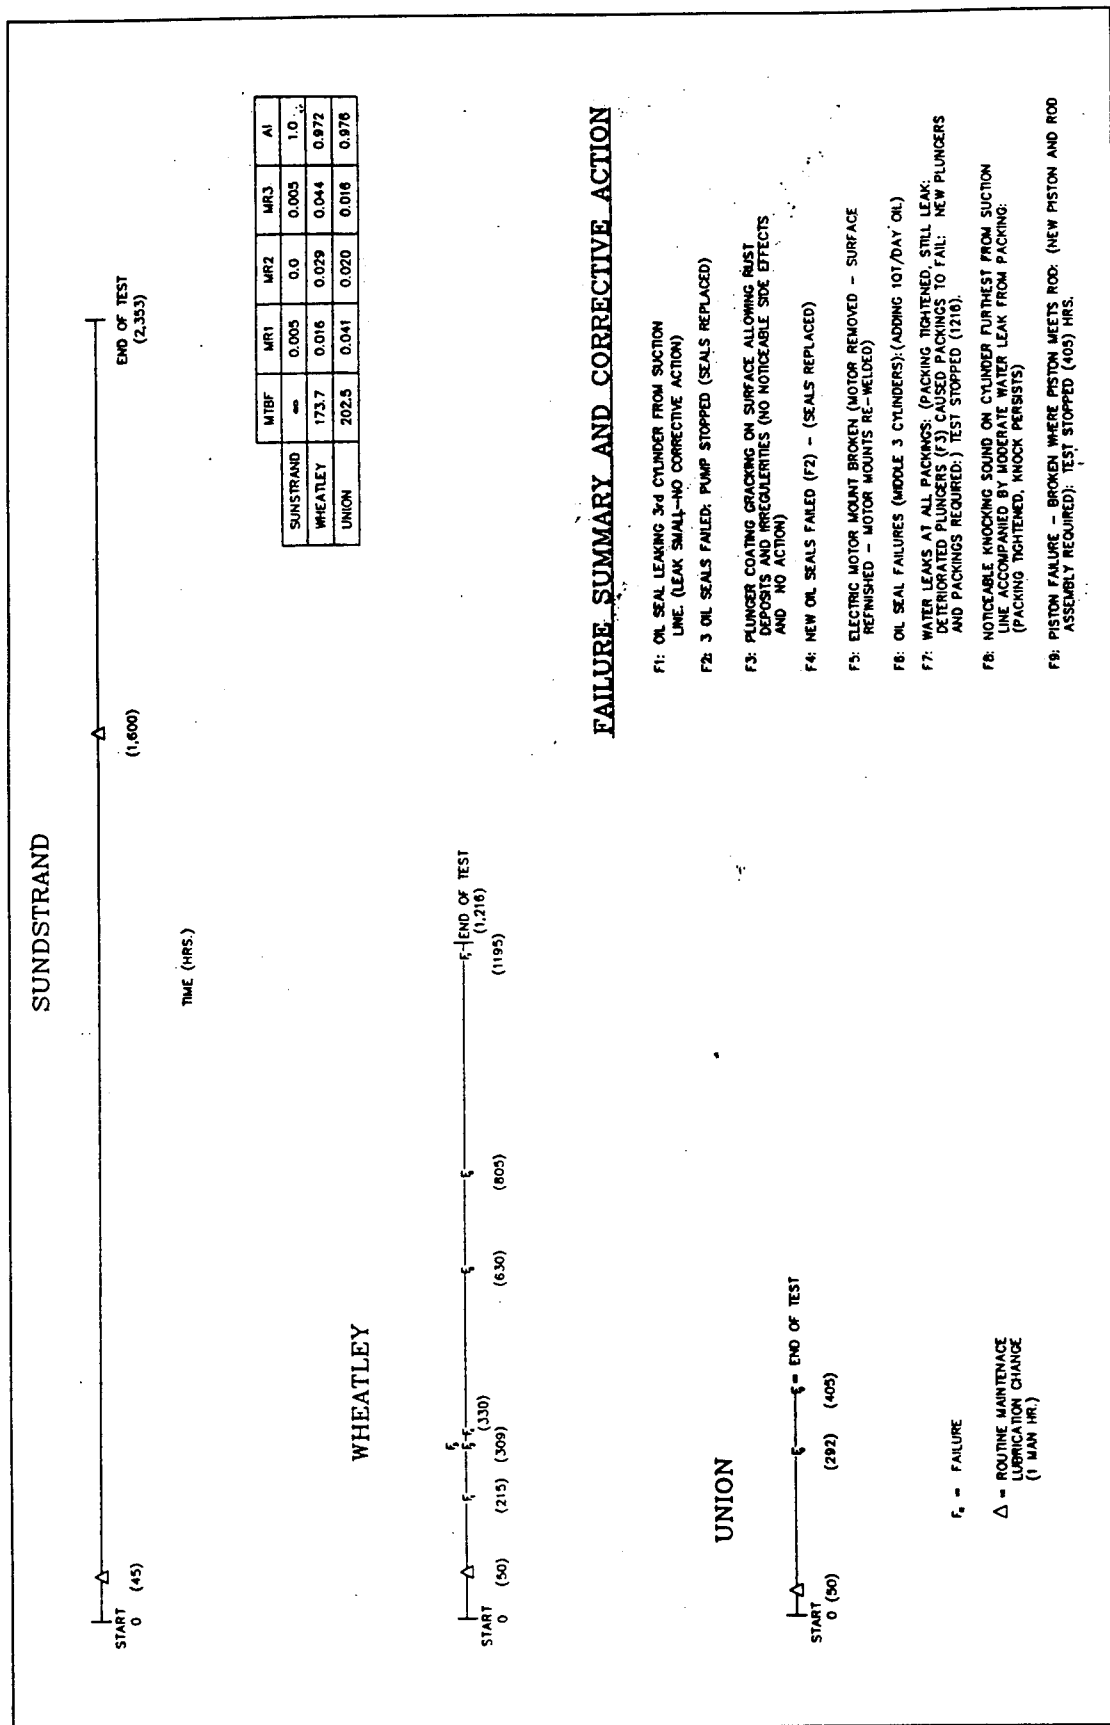 SUNDSTRAND
START
0
(45)
(1,600)
END OF TEST
(2,353)
TIME (HRS.)
MTBF MR1 MR2 MR3 AI
SUNSTRAND ∞ 0.005 0.0 0.005 1.0
WHEATLEY 173.7 0.016 0.029 0.044 0.972
UNION 202.5 0.041 0.020 0.016 0.976
WHEATLEY
START
0
(50)
(215)
(309)
(330)
(630)
(805)
(1195)
END OF TEST
(1,216)
FAILURE SUMMARY AND CORRECTIVE ACTION
F1: OIL SEAL LEAKING 3rd CYLINDER FROM SUCTION
LINE. (LEAK SMALL-NO CORRECTIVE ACTION)
F2: 3 OIL SEALS FAILED: PUMP STOPPED (SEALS REPLACED)
F3: PLUNGER COATING GRACKING ON SURFACE ALLOWING RUST
DEPOSITS AND IRREGULERITIES (NO NOTICEABLE SIDE EFFECTS
AND NO ACTION)
F4: NEW OIL SEALS FAILED (F2) - (SEALS REPLACED)
F5: ELECTRIC MOTOR MOUNT BROKEN (MOTOR REMOVED - SURFACE
REFINISHED - MOTOR MOUNTS RE-WELDED)
F6: OIL SEAL FAILURES (MIDDLE 3 CYLINDERS):(ADDING 1QT/DAY OIL)
F7: WATER LEAKS AT ALL PACKINGS: (PACKING TIGHTENED, STILL LEAK:
DETERIORATED PLUNGERS (F3) CAUSED PACKINGS TO FAIL: NEW PLUNGERS
AND PACKINGS REQUIRED:) TEST STOPPED (1216).
F8: NOTICEABLE KNOCKING SOUND ON CYLINDER FURTHEST FROM SUCTION
LINE ACCOMPANIED BY MODERATE WATER LEAK FROM PACKING:
(PACKING TIGHTENED, KNOCK PERSISTS)
F9: PISTON FAILURE - BROKEN WHERE PISTON MEETS ROD: (NEW PISTON AND ROD
ASSEMBLY REQUIRED): TEST STOPPED (405) HRS.
UNION
START
0 (50)
(292)
(405)
= END OF TEST
= FAILURE
Δ = ROUTINE MAINTENACE
LUBRICATION CHANGE
(1 MAN HR.)